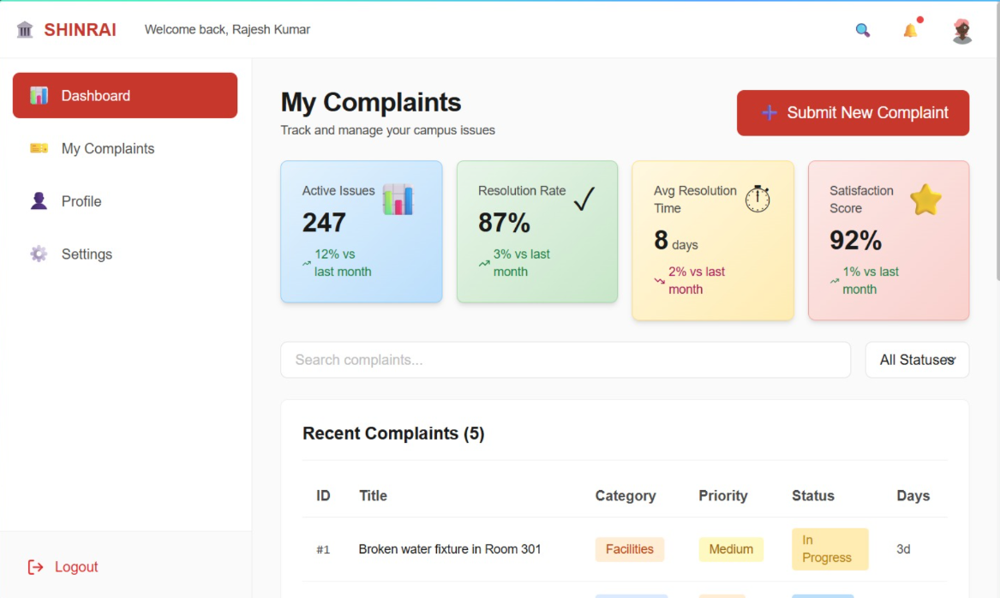 SHINRAI
Welcome back, Rajesh Kumar
Dashboard
My Complaints
Profile
Settings
Logout
My Complaints
Track and manage your campus issues
Submit New Complaint
Active Issues
247
12% vs
last month
Resolution Rate
87%
3% vs last
month
Avg Resolution
Time
8 days
2% vs last
month
Satisfaction
Score
92%
1% vs last
month
Search complaints...
All Statuses
Recent Complaints (5)
ID Title Category Priority Status Days
#1 Broken water fixture in Room 301 Facilities Medium In
Progress 3d